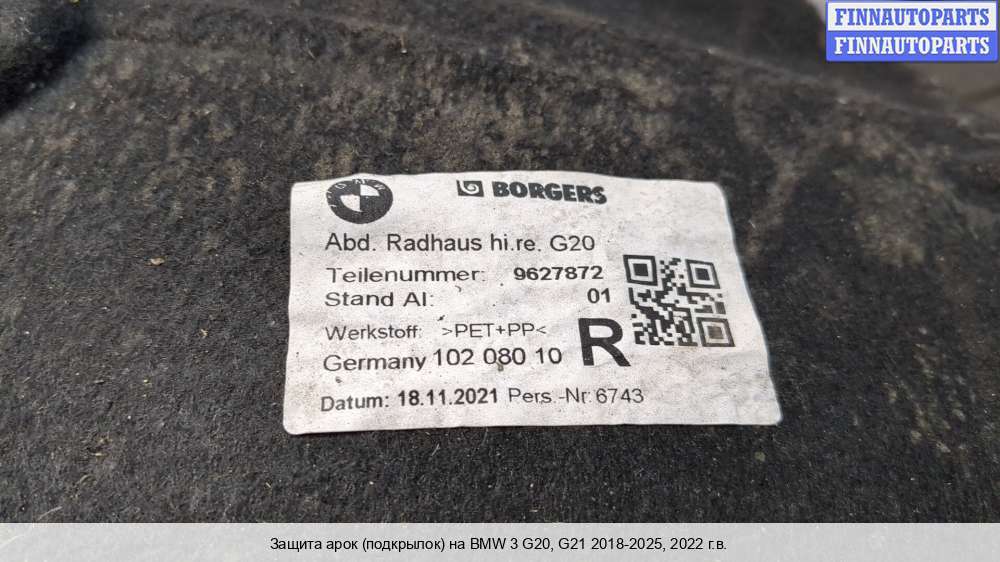 FINNAUTOPARTS
FINNAUTOPARTS
BMW
BORGERS
Abd. Radhaus hi.re. G20
Teilenummer: 9627872
Stand AI: 01
Werkstoff: >PET+PP<
R
Germany 102 080 10
Datum: 18.11.2021 Pers.-Nr: 6743
Защита арок (подкрылок) на BMW 3 G20, G21 2018-2025, 2022 г.в.